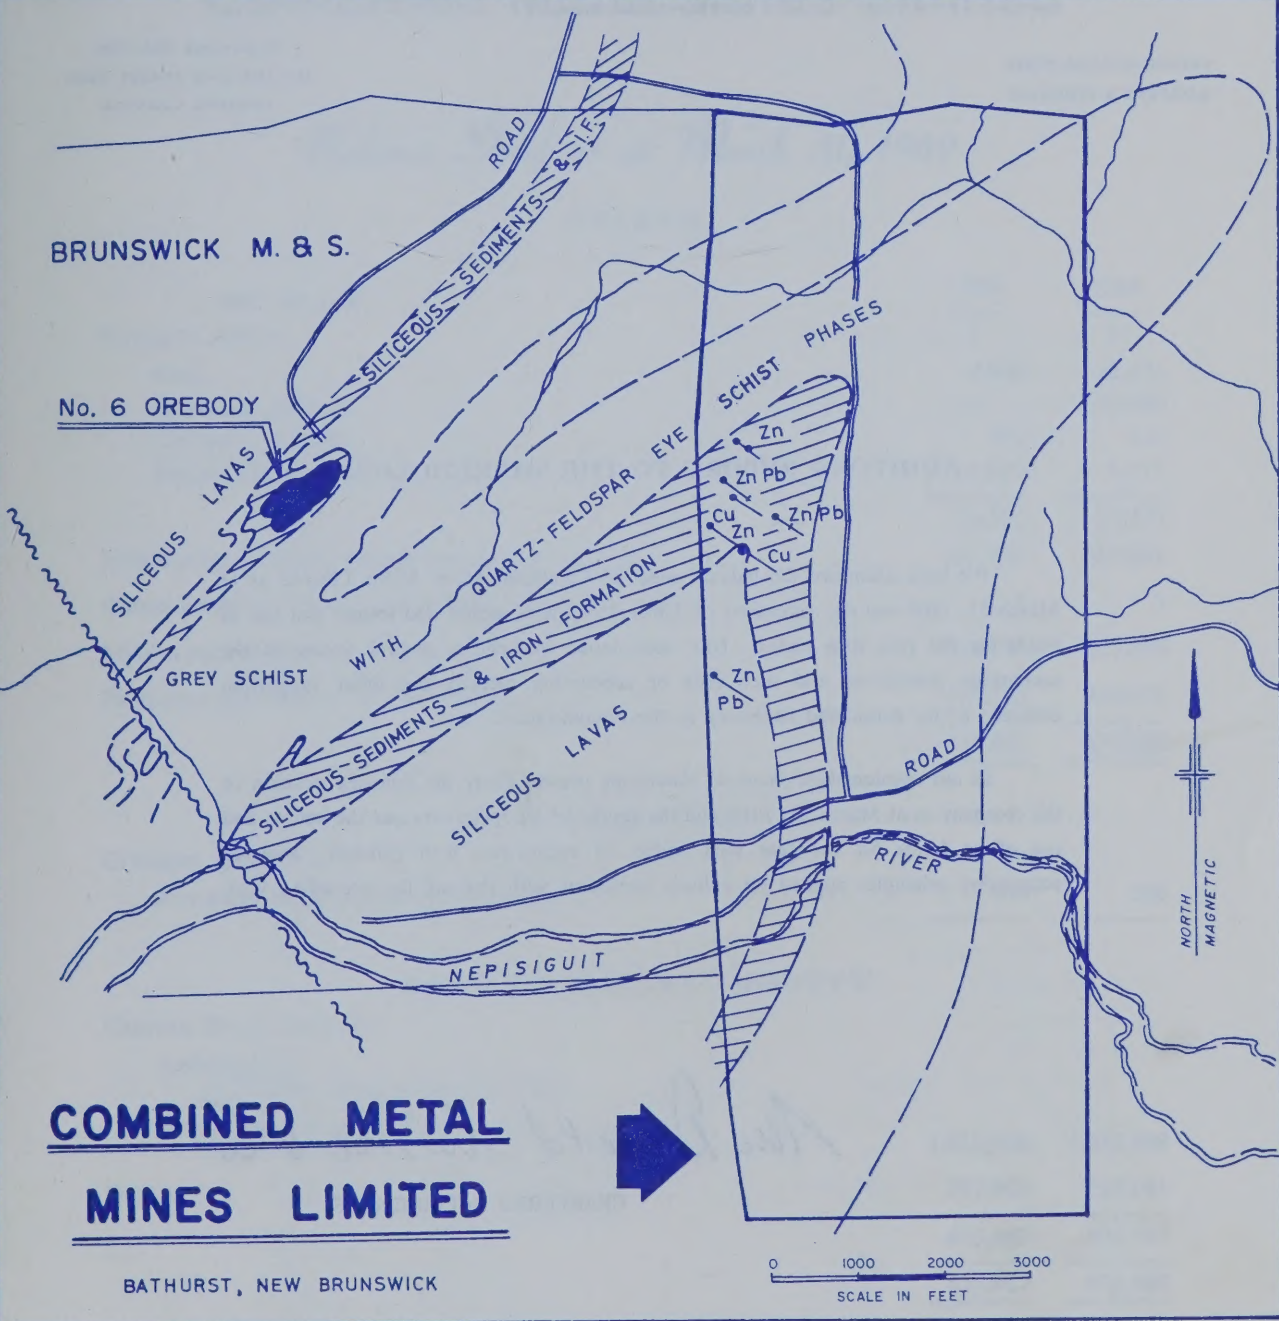 ROAD
SILICEOUS SEDIMENTS & I.F.
BRUNSWICK M. & S.
No. 6 OREBODY
SILICEOUS LAVAS
GREY SCHIST
WITH QUARTZ-FELDSPAR EYE SCHIST PHASES
Zn
Zn Pb
Zn Pb
Cu
Zn
Cu
Zn
Pb
SILICEOUS-SEDIMENTS & IRON FORMATION
SILICEOUS LAVAS
ROAD
RIVER
NEPISIGUIT
NORTH
MAGNETIC
COMBINED METAL
MINES LIMITED
BATHURST, NEW BRUNSWICK
0 1000 2000 3000
SCALE IN FEET